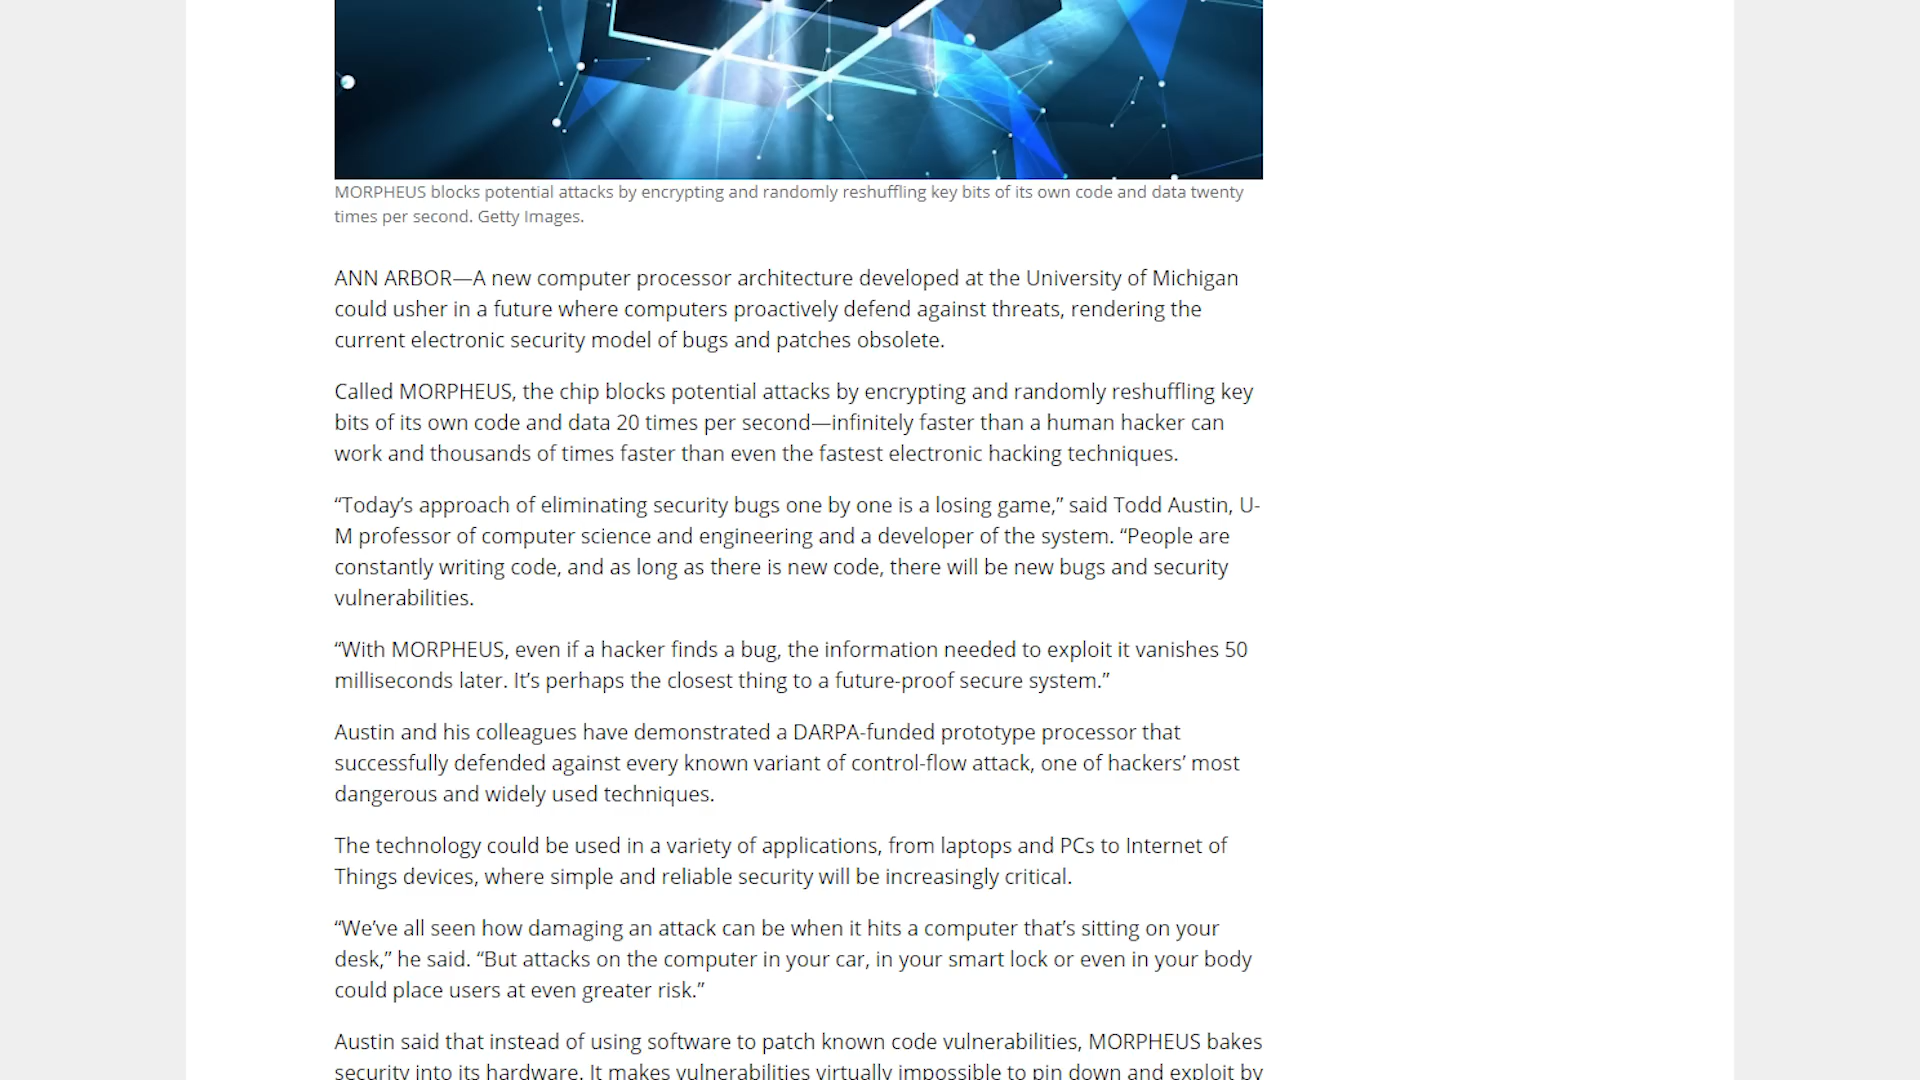 MORPHEUS blocks potential attacks by encrypting and randomly reshuffling key bits of its own code and data twenty
times per second. Getty Images.
ANN ARBOR—A new computer processor architecture developed at the University of Michigan
could usher in a future where computers proactively defend against threats, rendering the
current electronic security model of bugs and patches obsolete.
Called MORPHEUS, the chip blocks potential attacks by encrypting and randomly reshuffling key
bits of its own code and data 20 times per second—infinitely faster than a human hacker can
work and thousands of times faster than even the fastest electronic hacking techniques.
“Today’s approach of eliminating security bugs one by one is a losing game,” said Todd Austin, U-
M professor of computer science and engineering and a developer of the system. “People are
constantly writing code, and as long as there is new code, there will be new bugs and security
vulnerabilities.
“With MORPHEUS, even if a hacker finds a bug, the information needed to exploit it vanishes 50
milliseconds later. It’s perhaps the closest thing to a future-proof secure system.”
Austin and his colleagues have demonstrated a DARPA-funded prototype processor that
successfully defended against every known variant of control-flow attack, one of hackers’ most
dangerous and widely used techniques.
The technology could be used in a variety of applications, from laptops and PCs to Internet of
Things devices, where simple and reliable security will be increasingly critical.
“We’ve all seen how damaging an attack can be when it hits a computer that’s sitting on your
desk,” he said. “But attacks on the computer in your car, in your smart lock or even in your body
could place users at even greater risk.”
Austin said that instead of using software to patch known code vulnerabilities, MORPHEUS bakes
security into its hardware. It makes vulnerabilities virtually impossible to pin down and exploit by